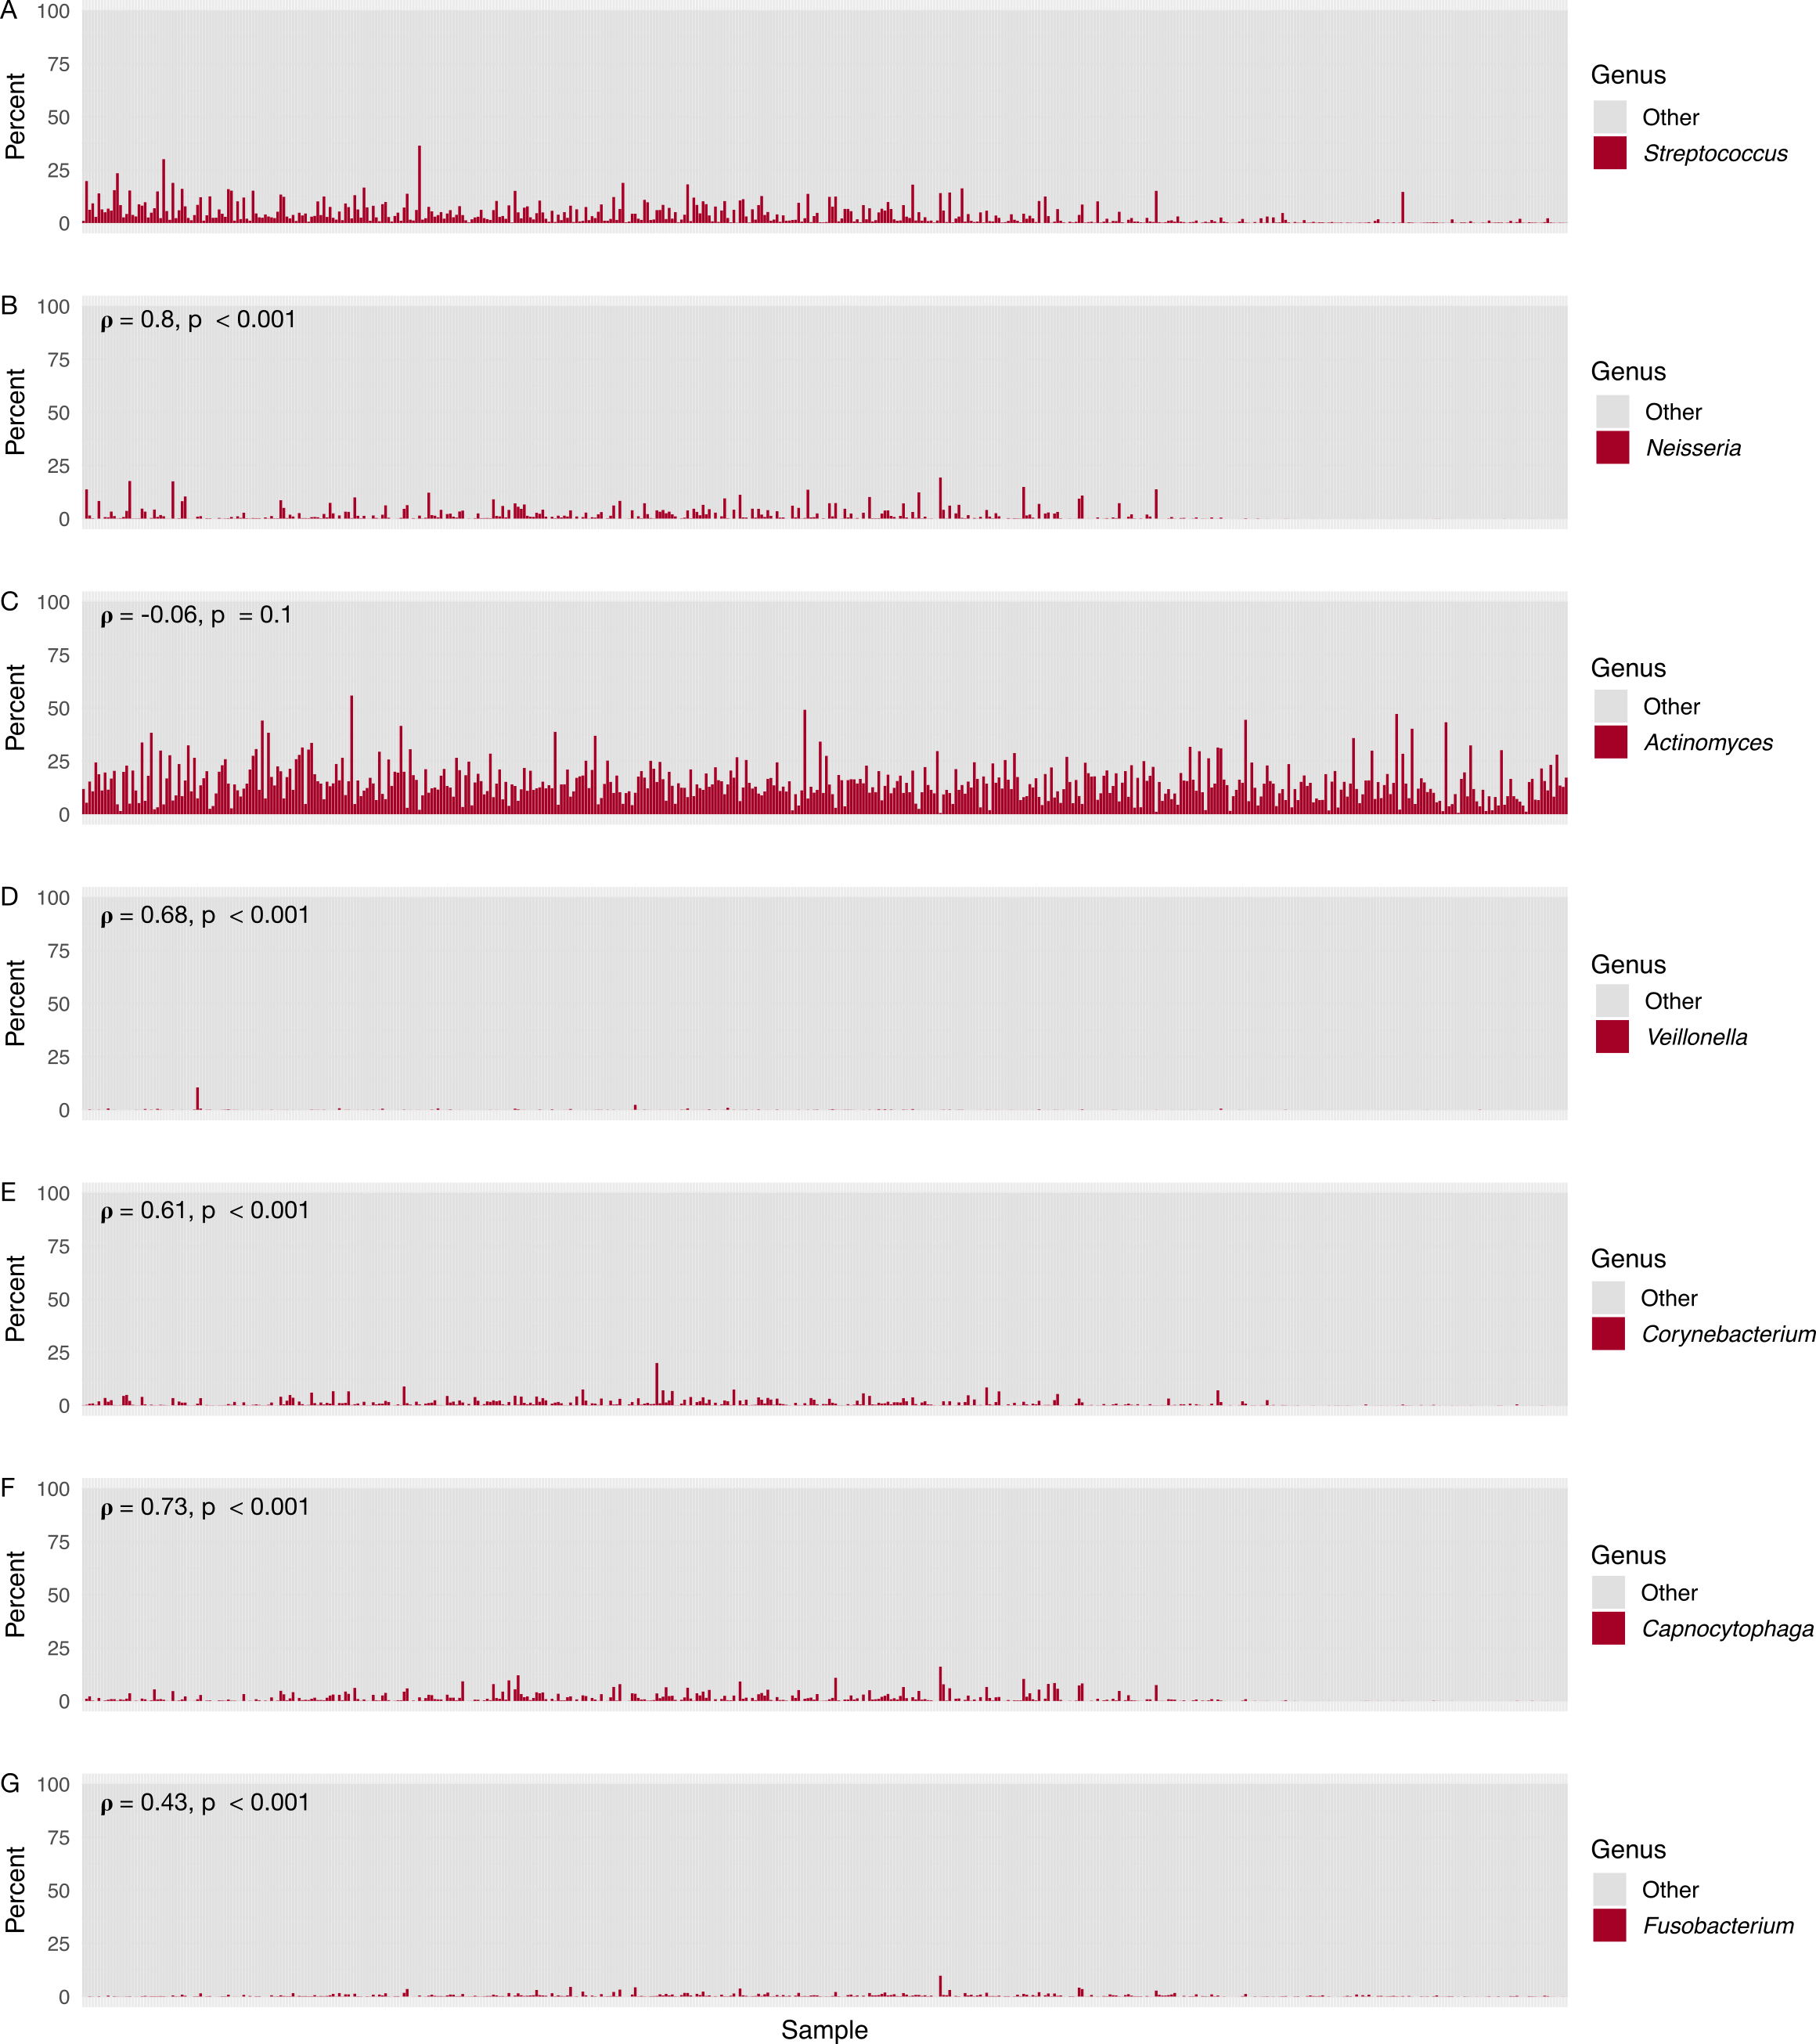 A
100
75
50
25
0
Percent
Genus
Other
Streptococcus
B
100
75
50
25
0
Percent
ρ = 0.8, p < 0.001
Genus
Other
Neisseria
C
100
75
50
25
0
Percent
ρ = -0.06, p = 0.1
Genus
Other
Actinomyces
D
100
75
50
25
0
Percent
ρ = 0.68, p < 0.001
Genus
Other
Veillonella
E
100
75
50
25
0
Percent
ρ = 0.61, p < 0.001
Genus
Other
Corynebacterium
F
100
75
50
25
0
Percent
ρ = 0.73, p < 0.001
Genus
Other
Capnocytophaga
G
100
75
50
25
0
Percent
ρ = 0.43, p < 0.001
Genus
Other
Fusobacterium
Sample